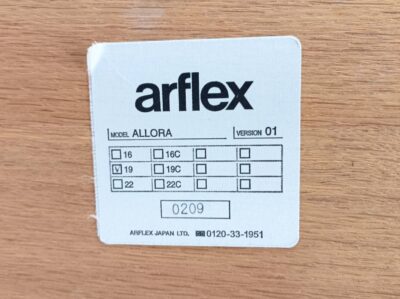 arflex
MODEL ALLORA VERSION 01
16 16C
19 19C
22 22C
0209
ARFLEX JAPAN LTD. 0120-33-1951